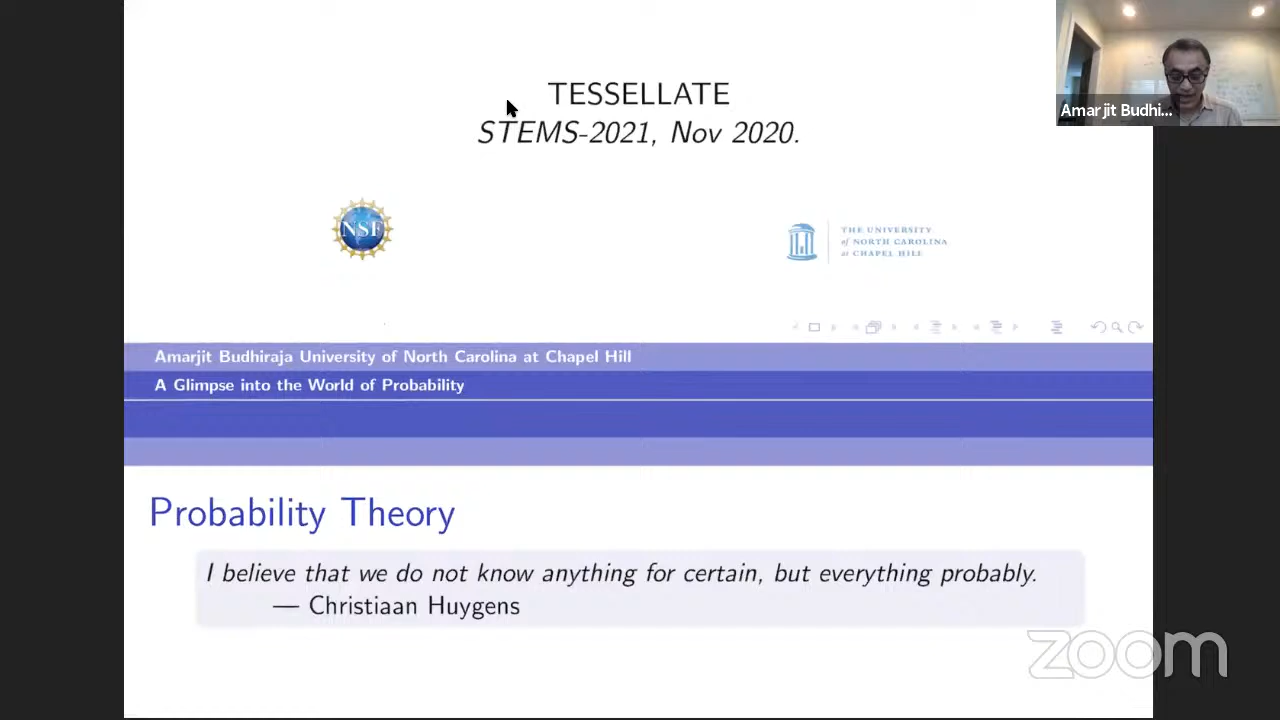 TESSELLATE
STEMS-2021, Nov 2020.
Amarjit Budhi...
NSF
THE UNIVERSITY
of NORTH CAROLINA
at CHAPEL HILL
Amarjit Budhiraja University of North Carolina at Chapel Hill
A Glimpse into the World of Probability
Probability Theory
I believe that we do not know anything for certain, but everything probably.
— Christiaan Huygens
zoom